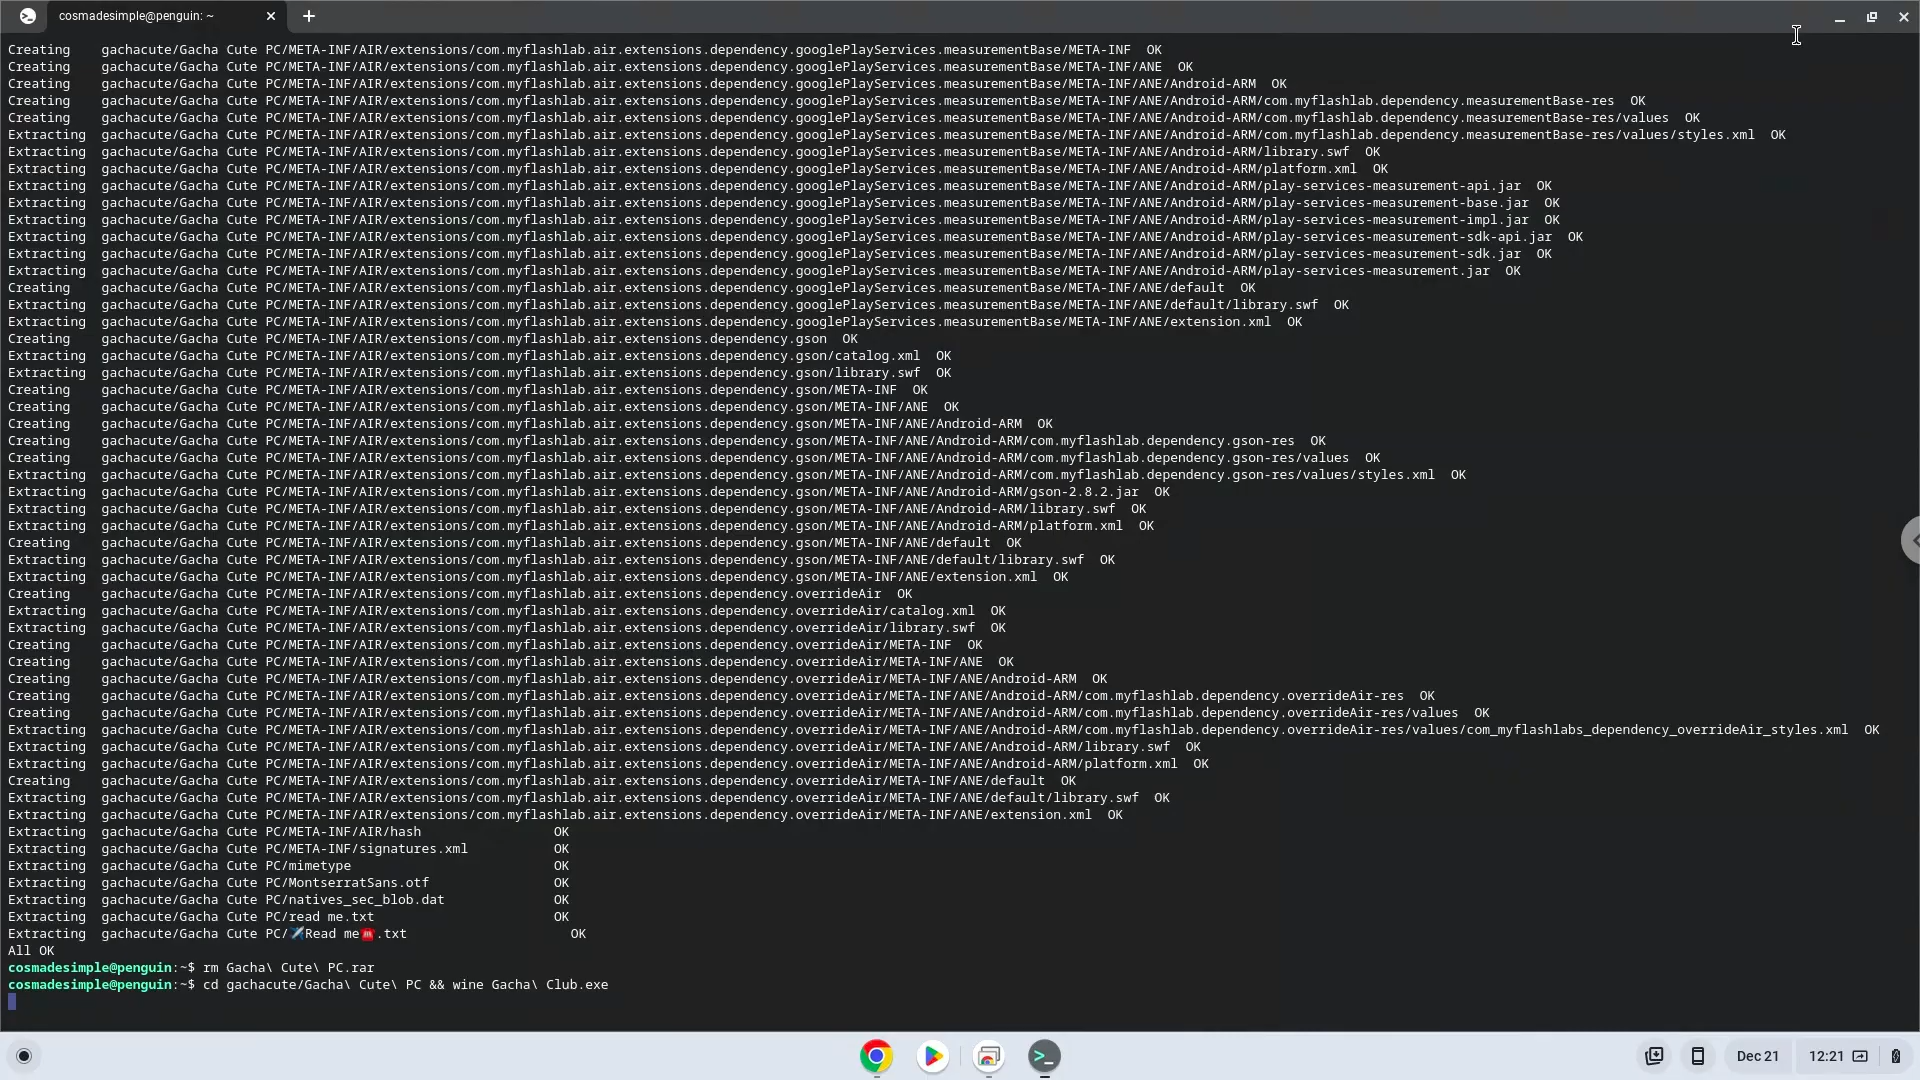 cosmadesimple@penguin: ~
Creating    gachacute/Gacha Cute PC/META-INF/AIR/extensions/com.myflashlab.air.extensions.dependency.googlePlayServices.measurementBase/META-INF  OK
Creating    gachacute/Gacha Cute PC/META-INF/AIR/extensions/com.myflashlab.air.extensions.dependency.googlePlayServices.measurementBase/META-INF/ANE  OK
Creating    gachacute/Gacha Cute PC/META-INF/AIR/extensions/com.myflashlab.air.extensions.dependency.googlePlayServices.measurementBase/META-INF/ANE/Android-ARM  OK
Creating    gachacute/Gacha Cute PC/META-INF/AIR/extensions/com.myflashlab.air.extensions.dependency.googlePlayServices.measurementBase/META-INF/ANE/Android-ARM/com.myflashlab.dependency.measurementBase-res  OK
Creating    gachacute/Gacha Cute PC/META-INF/AIR/extensions/com.myflashlab.air.extensions.dependency.googlePlayServices.measurementBase/META-INF/ANE/Android-ARM/com.myflashlab.dependency.measurementBase-res/values  OK
Extracting  gachacute/Gacha Cute PC/META-INF/AIR/extensions/com.myflashlab.air.extensions.dependency.googlePlayServices.measurementBase/META-INF/ANE/Android-ARM/com.myflashlab.dependency.measurementBase-res/values/styles.xml  OK
Extracting  gachacute/Gacha Cute PC/META-INF/AIR/extensions/com.myflashlab.air.extensions.dependency.googlePlayServices.measurementBase/META-INF/ANE/Android-ARM/library.swf  OK
Extracting  gachacute/Gacha Cute PC/META-INF/AIR/extensions/com.myflashlab.air.extensions.dependency.googlePlayServices.measurementBase/META-INF/ANE/Android-ARM/platform.xml  OK
Extracting  gachacute/Gacha Cute PC/META-INF/AIR/extensions/com.myflashlab.air.extensions.dependency.googlePlayServices.measurementBase/META-INF/ANE/Android-ARM/play-services-measurement-api.jar  OK
Extracting  gachacute/Gacha Cute PC/META-INF/AIR/extensions/com.myflashlab.air.extensions.dependency.googlePlayServices.measurementBase/META-INF/ANE/Android-ARM/play-services-measurement-base.jar  OK
Extracting  gachacute/Gacha Cute PC/META-INF/AIR/extensions/com.myflashlab.air.extensions.dependency.googlePlayServices.measurementBase/META-INF/ANE/Android-ARM/play-services-measurement-impl.jar  OK
Extracting  gachacute/Gacha Cute PC/META-INF/AIR/extensions/com.myflashlab.air.extensions.dependency.googlePlayServices.measurementBase/META-INF/ANE/Android-ARM/play-services-measurement-sdk-api.jar  OK
Extracting  gachacute/Gacha Cute PC/META-INF/AIR/extensions/com.myflashlab.air.extensions.dependency.googlePlayServices.measurementBase/META-INF/ANE/Android-ARM/play-services-measurement-sdk.jar  OK
Extracting  gachacute/Gacha Cute PC/META-INF/AIR/extensions/com.myflashlab.air.extensions.dependency.googlePlayServices.measurementBase/META-INF/ANE/Android-ARM/play-services-measurement.jar  OK
Creating    gachacute/Gacha Cute PC/META-INF/AIR/extensions/com.myflashlab.air.extensions.dependency.googlePlayServices.measurementBase/META-INF/ANE/default  OK
Extracting  gachacute/Gacha Cute PC/META-INF/AIR/extensions/com.myflashlab.air.extensions.dependency.googlePlayServices.measurementBase/META-INF/ANE/default/library.swf  OK
Extracting  gachacute/Gacha Cute PC/META-INF/AIR/extensions/com.myflashlab.air.extensions.dependency.googlePlayServices.measurementBase/META-INF/ANE/extension.xml  OK
Creating    gachacute/Gacha Cute PC/META-INF/AIR/extensions/com.myflashlab.air.extensions.dependency.gson  OK
Extracting  gachacute/Gacha Cute PC/META-INF/AIR/extensions/com.myflashlab.air.extensions.dependency.gson/catalog.xml  OK
Extracting  gachacute/Gacha Cute PC/META-INF/AIR/extensions/com.myflashlab.air.extensions.dependency.gson/library.swf  OK
Creating    gachacute/Gacha Cute PC/META-INF/AIR/extensions/com.myflashlab.air.extensions.dependency.gson/META-INF  OK
Creating    gachacute/Gacha Cute PC/META-INF/AIR/extensions/com.myflashlab.air.extensions.dependency.gson/META-INF/ANE  OK
Creating    gachacute/Gacha Cute PC/META-INF/AIR/extensions/com.myflashlab.air.extensions.dependency.gson/META-INF/ANE/Android-ARM  OK
Creating    gachacute/Gacha Cute PC/META-INF/AIR/extensions/com.myflashlab.air.extensions.dependency.gson/META-INF/ANE/Android-ARM/com.myflashlab.dependency.gson-res  OK
Creating    gachacute/Gacha Cute PC/META-INF/AIR/extensions/com.myflashlab.air.extensions.dependency.gson/META-INF/ANE/Android-ARM/com.myflashlab.dependency.gson-res/values  OK
Extracting  gachacute/Gacha Cute PC/META-INF/AIR/extensions/com.myflashlab.air.extensions.dependency.gson/META-INF/ANE/Android-ARM/com.myflashlab.dependency.gson-res/values/styles.xml  OK
Extracting  gachacute/Gacha Cute PC/META-INF/AIR/extensions/com.myflashlab.air.extensions.dependency.gson/META-INF/ANE/Android-ARM/gson-2.8.2.jar  OK
Extracting  gachacute/Gacha Cute PC/META-INF/AIR/extensions/com.myflashlab.air.extensions.dependency.gson/META-INF/ANE/Android-ARM/library.swf  OK
Extracting  gachacute/Gacha Cute PC/META-INF/AIR/extensions/com.myflashlab.air.extensions.dependency.gson/META-INF/ANE/Android-ARM/platform.xml  OK
Creating    gachacute/Gacha Cute PC/META-INF/AIR/extensions/com.myflashlab.air.extensions.dependency.gson/META-INF/ANE/default  OK
Extracting  gachacute/Gacha Cute PC/META-INF/AIR/extensions/com.myflashlab.air.extensions.dependency.gson/META-INF/ANE/default/library.swf  OK
Extracting  gachacute/Gacha Cute PC/META-INF/AIR/extensions/com.myflashlab.air.extensions.dependency.gson/META-INF/ANE/extension.xml  OK
Creating    gachacute/Gacha Cute PC/META-INF/AIR/extensions/com.myflashlab.air.extensions.dependency.overrideAir  OK
Extracting  gachacute/Gacha Cute PC/META-INF/AIR/extensions/com.myflashlab.air.extensions.dependency.overrideAir/catalog.xml  OK
Extracting  gachacute/Gacha Cute PC/META-INF/AIR/extensions/com.myflashlab.air.extensions.dependency.overrideAir/library.swf  OK
Creating    gachacute/Gacha Cute PC/META-INF/AIR/extensions/com.myflashlab.air.extensions.dependency.overrideAir/META-INF  OK
Creating    gachacute/Gacha Cute PC/META-INF/AIR/extensions/com.myflashlab.air.extensions.dependency.overrideAir/META-INF/ANE  OK
Creating    gachacute/Gacha Cute PC/META-INF/AIR/extensions/com.myflashlab.air.extensions.dependency.overrideAir/META-INF/ANE/Android-ARM  OK
Creating    gachacute/Gacha Cute PC/META-INF/AIR/extensions/com.myflashlab.air.extensions.dependency.overrideAir/META-INF/ANE/Android-ARM/com.myflashlab.dependency.overrideAir-res  OK
Creating    gachacute/Gacha Cute PC/META-INF/AIR/extensions/com.myflashlab.air.extensions.dependency.overrideAir/META-INF/ANE/Android-ARM/com.myflashlab.dependency.overrideAir-res/values  OK
Extracting  gachacute/Gacha Cute PC/META-INF/AIR/extensions/com.myflashlab.air.extensions.dependency.overrideAir/META-INF/ANE/Android-ARM/com.myflashlab.dependency.overrideAir-res/values/com_myflashlabs_dependency_overrideAir_styles.xml  OK
Extracting  gachacute/Gacha Cute PC/META-INF/AIR/extensions/com.myflashlab.air.extensions.dependency.overrideAir/META-INF/ANE/Android-ARM/library.swf  OK
Extracting  gachacute/Gacha Cute PC/META-INF/AIR/extensions/com.myflashlab.air.extensions.dependency.overrideAir/META-INF/ANE/Android-ARM/platform.xml  OK
Creating    gachacute/Gacha Cute PC/META-INF/AIR/extensions/com.myflashlab.air.extensions.dependency.overrideAir/META-INF/ANE/default  OK
Extracting  gachacute/Gacha Cute PC/META-INF/AIR/extensions/com.myflashlab.air.extensions.dependency.overrideAir/META-INF/ANE/default/library.swf  OK
Extracting  gachacute/Gacha Cute PC/META-INF/AIR/extensions/com.myflashlab.air.extensions.dependency.overrideAir/META-INF/ANE/extension.xml  OK
Extracting  gachacute/Gacha Cute PC/META-INF/AIR/hash                 OK
Extracting  gachacute/Gacha Cute PC/META-INF/signatures.xml           OK
Extracting  gachacute/Gacha Cute PC/mimetype                          OK
Extracting  gachacute/Gacha Cute PC/MontserratSans.otf                OK
Extracting  gachacute/Gacha Cute PC/natives_sec_blob.dat              OK
Extracting  gachacute/Gacha Cute PC/read me.txt                       OK
Extracting  gachacute/Gacha Cute PC/✈️Read me☎️.txt                     OK
All OK
cosmadesimple@penguin:~$ rm Gacha\ Cute\ PC.rar
cosmadesimple@penguin:~$ cd gachacute/Gacha\ Cute\ PC && wine Gacha\ Club.exe
Dec 21
12:21